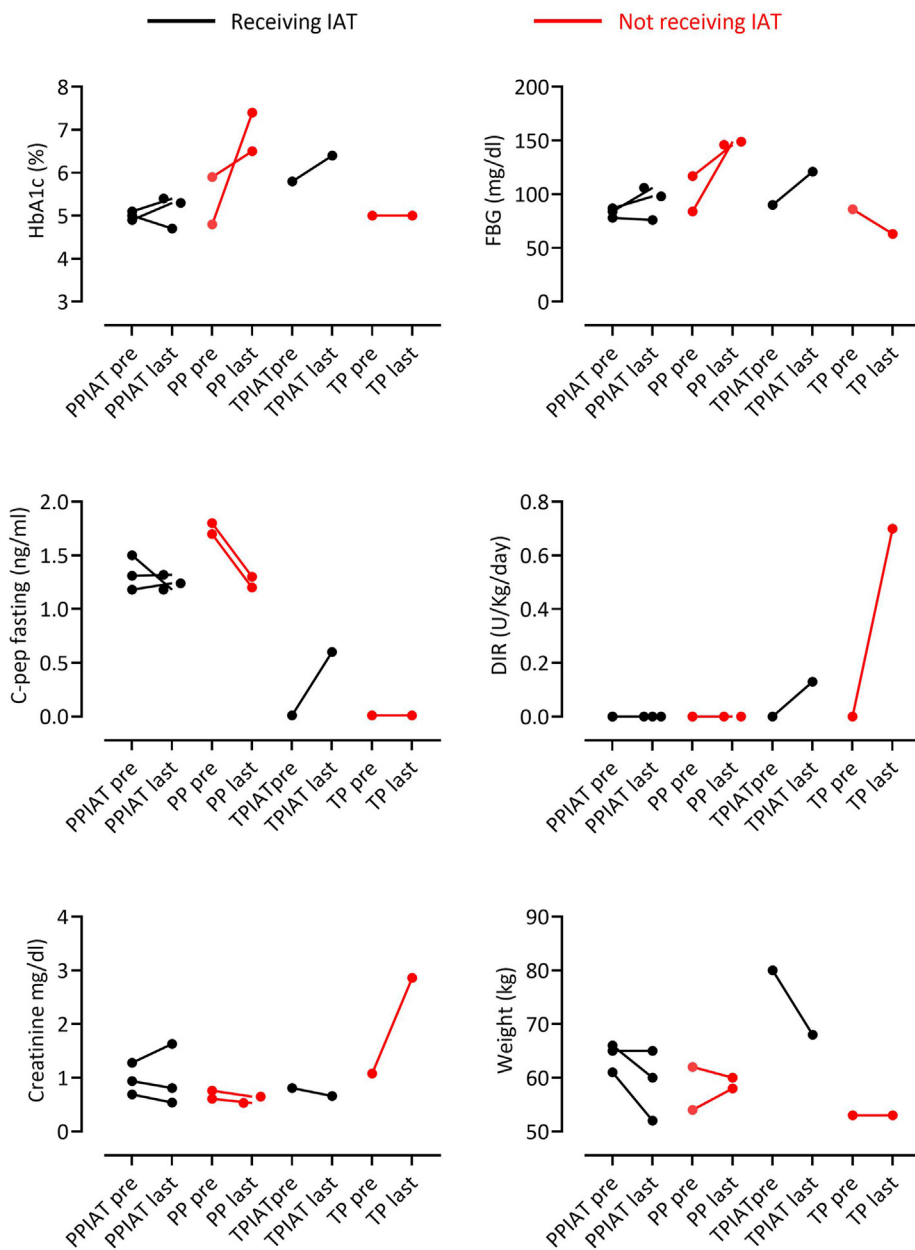 Receiving IAT
Not receiving IAT
HbA1c (%)
8
7
6
5
4
3
PPIAT pre
PPIAT last
PP pre
PP last
TPIATpre
TPIAT last
TP pre
TP last
FBG (mg/dl)
200
150
100
50
0
PPIAT pre
PPIAT last
PP pre
PP last
TPIATpre
TPIAT last
TP pre
TP last
C-pep fasting (ng/ml)
2.0
1.5
1.0
0.5
0.0
PPIAT pre
PPIAT last
PP pre
PP last
TPIATpre
TPIAT last
TP pre
TP last
DIR (U/Kg/day)
0.8
0.6
0.4
0.2
0.0
PPIAT pre
PPIAT last
PP pre
PP last
TPIATpre
TPIAT last
TP pre
TP last
Creatinine mg/dl)
4
3
2
1
0
PPIAT pre
PPIAT last
PP pre
PP last
TPIATpre
TPIAT last
TP pre
TP last
Weight (kg)
90
80
70
60
50
PPIAT pre
PPIAT last
PP pre
PP last
TPIATpre
TPIAT last
TP pre
TP last